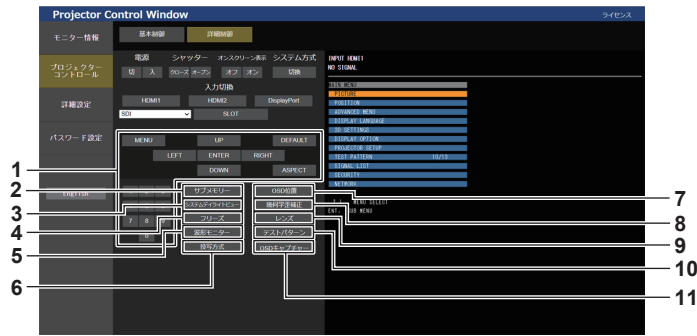 Projector Control Window
ライセンス
モニター情報
基本制御
詳細制御
プロジェクター
コントロール
詳細設定
パスワード設定
English
電源
シャッター
オンスクリーン表示
システム方式
切
入
クローズ
オープン
オフ
オン
切換
入力切換
HDMI1
HDMI2
DisplayPort
SDI
SLOT
MENU
UP
DEFAULT
LEFT
ENTER
RIGHT
DOWN
ASPECT
サブメモリー
OSD位置
システムデイライトビュー
幾何学歪補正
フリーズ
レンズ
波形モニター
テストパターン
投写方式
OSDキャプチャー
7
8
INPUT HDMI1
NO SIGNAL
MAIN MENU
PICTURE
POSITION
ADVANCED MENU
DISPLAY LANGUAGE
3D SETTINGS
DISPLAY OPTION
PROJECTOR SETUP
TEST PATTERN 10/13
SIGNAL LIST
SECURITY
NETWORK
MENU SELECT
SUB MENU
1
2
3
4
5
6
7
8
9
10
11